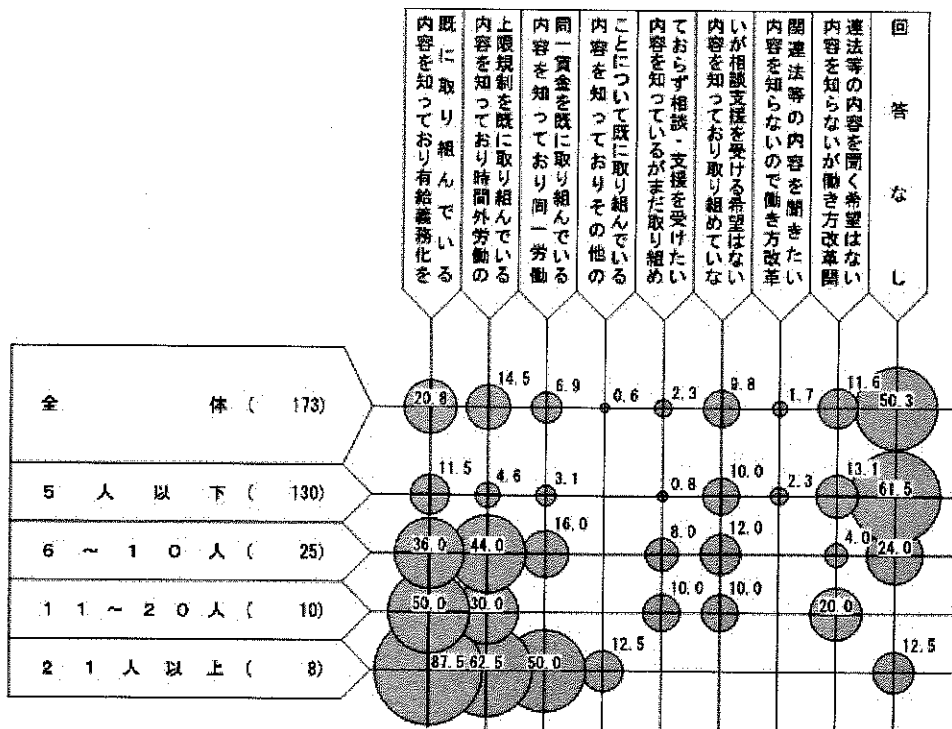 既に取り組んでいる
内容を知っており有給義務化を
上限規制を既に取り組んでいる
内容を知っており時間外労働の
同一賃金を既に取り組んでいる
内容を知っており同一労働
ことについて既に取り組んでいる
内容を知っておりその他の
ておらず相談・支援を受けたい
内容を知っているがまだ取り組め
いが相談支援を受ける希望はない
内容を知っており取り組めていな
関連法等の内容を聞きたい
内容を知らないので働き方改革
連法等の内容を聞く希望はない
内容を知らないが働き方改革関
回答なし
全体 ( 173)
20.8 14.5 6.9 0.6 2.3 9.8 1.7 11.6 50.3
5人以下 ( 130)
11.5 4.6 3.1 0.8 10.0 2.3 13.1 61.5
6~10人 ( 25)
36.0 44.0 16.0 8.0 12.0 4.0 24.0
11~20人 ( 10)
50.0 30.0 10.0 10.0 20.0
21人以上 ( 8)
87.5 62.5 50.0 12.5 12.5